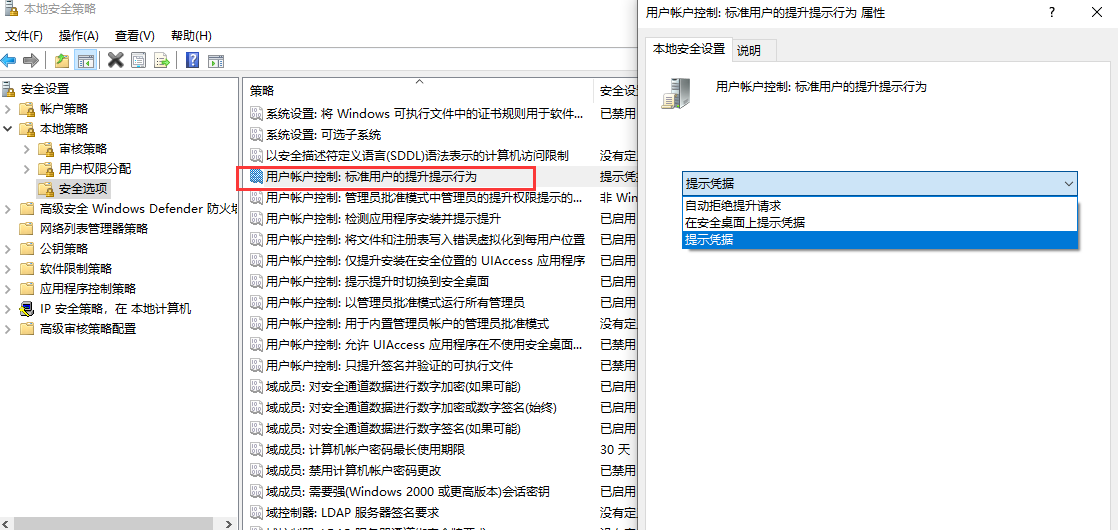 本地安全策略
文件(F) 操作(A) 查看(V) 帮助(H)
安全设置
帐户策略
本地策略
审核策略
用户权限分配
安全选项
高级安全 Windows Defender 防火墙
网络列表管理器策略
公钥策略
软件限制策略
应用程序控制策略
IP 安全策略，在 本地计算机
高级审核策略配置
策略 安全设
系统设置: 将 Windows 可执行文件中的证书规则用于软件... 已禁用
系统设置: 可选子系统
以安全描述符定义语言(SDDL)语法表示的计算机访问限制 没有定
用户帐户控制: 标准用户的提升提示行为 提示凭据
用户帐户控制: 管理员批准模式中管理员的提升权限提示的... 非 Win
用户帐户控制: 检测应用程序安装并提示提升 已启用
用户帐户控制: 将文件和注册表写入错误虚拟化到每用户位置 已启用
用户帐户控制: 仅提升安装在安全位置的 UIAccess 应用程序 已启用
用户帐户控制: 提示提升时切换到安全桌面 已启用
用户帐户控制: 以管理员批准模式运行所有管理员 已启用
用户帐户控制: 用于内置管理员帐户的管理员批准模式 没有定
用户帐户控制: 允许 UIAccess 应用程序在不使用安全桌面... 已禁用
用户帐户控制: 只提升签名并验证的可执行文件 已禁用
域成员: 对安全通道数据进行数字加密(如果可能) 已启用
域成员: 对安全通道数据进行数字加密或数字签名(始终) 已启用
域成员: 对安全通道数据进行数字签名(如果可能) 已启用
域成员: 计算机帐户密码最长使用期限 30 天
域成员: 禁用计算机帐户密码更改 已禁用
域成员: 需要强(Windows 2000 或更高版本)会话密钥 已启用
域控制器: LDAP 服务器签名要求 没有定
用户帐户控制: 标准用户的提升提示行为 属性
本地安全设置 说明
用户帐户控制: 标准用户的提升提示行为
提示凭据
自动拒绝提升请求
在安全桌面上提示凭据
提示凭据